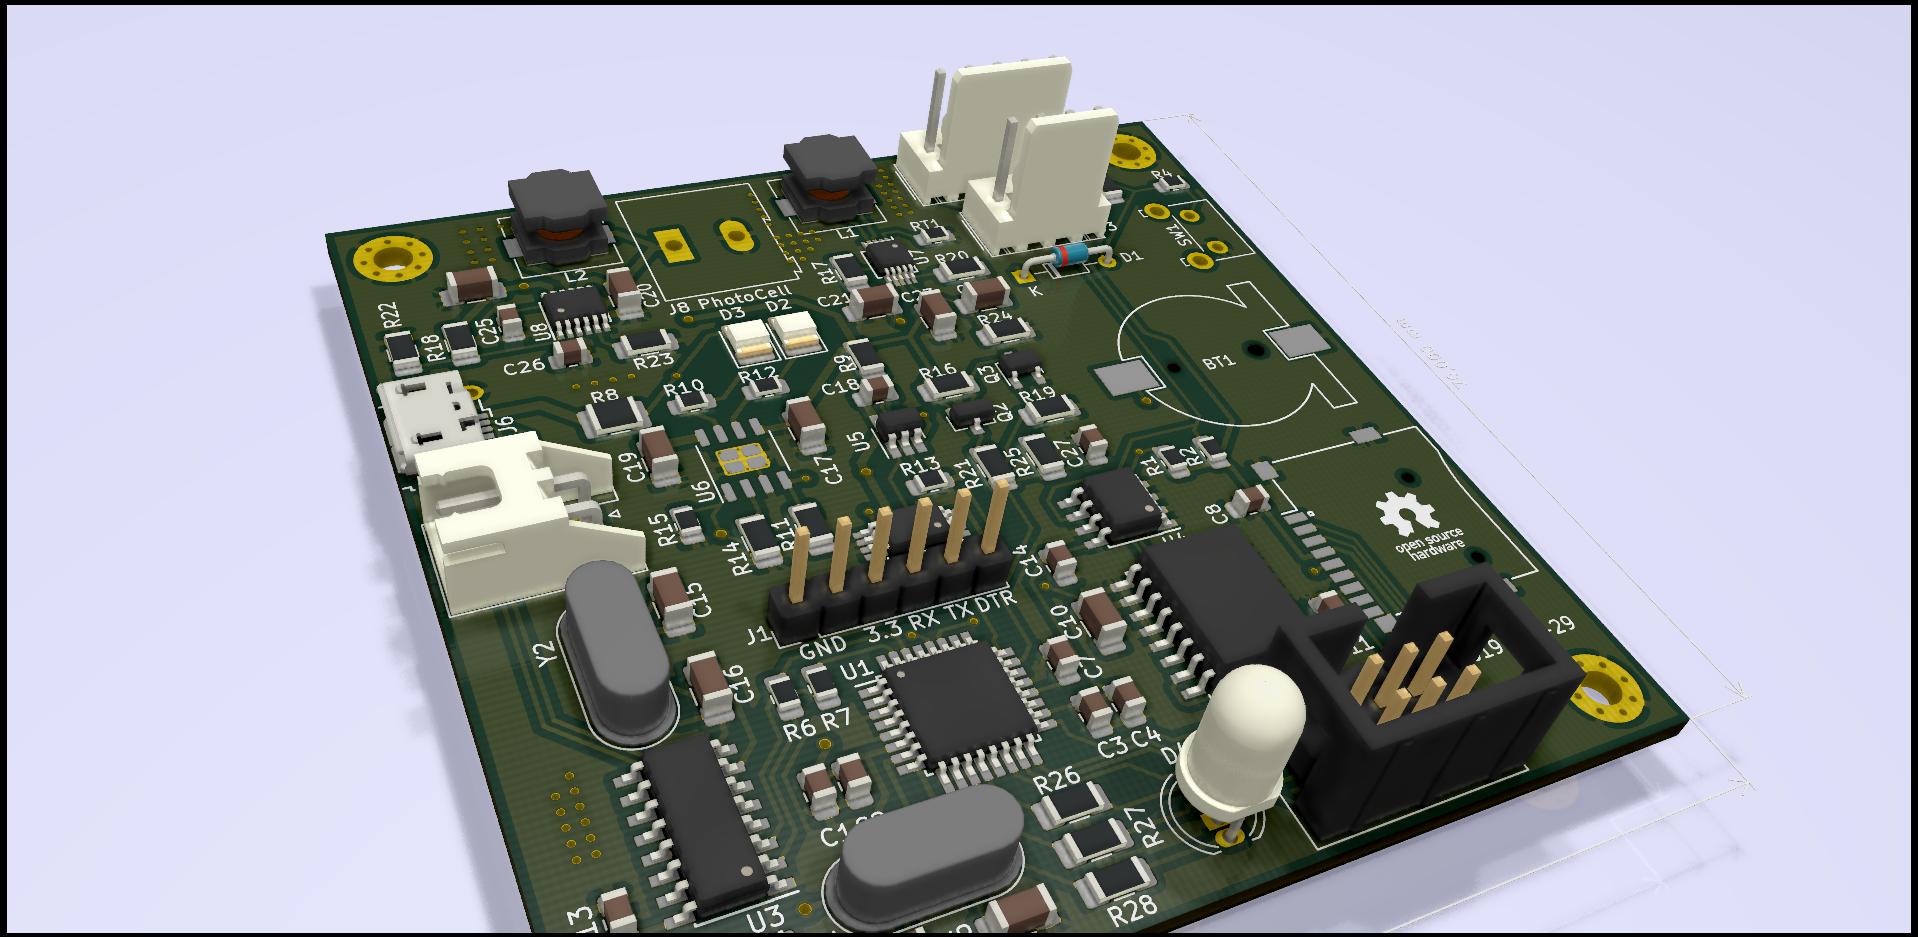 R4
SW1
L1
RT1
U7
D1
K
R17
R20
L2
C20
J8 PhotoCell
C21
R22
R18
C25
U8
D3
D2
R24
C26
R23
R9
BT1
R12
C18
R16
Q3
R10
R8
Q2
R19
J6
U5
C19
C17
R13
R21
R25
C27
R1
R2
U6
C8
open source
hardware
R15
R14
R11
C14
C15
J1
GND
3.3
RX
TX
DTR
C10
Y2
C16
U1
C7
R6
R7
C3
C4
R26
R27
U3
R28